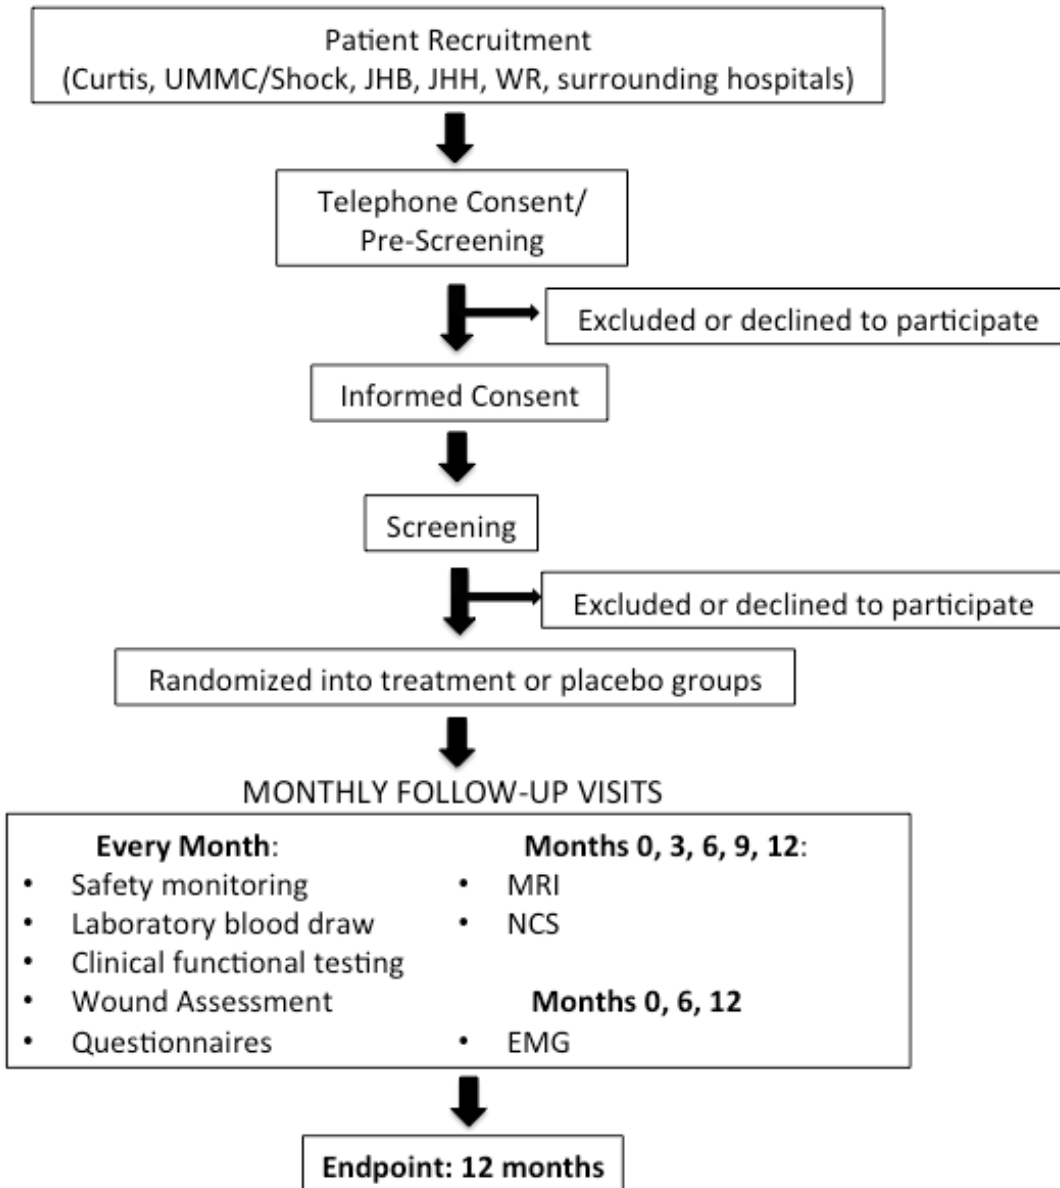 Patient Recruitment
(Curtis, UMMC/Shock, JHB, JHH, WR, surrounding hospitals)
Telephone Consent/
Pre-Screening
Excluded or declined to participate
Informed Consent
Screening
Excluded or declined to participate
Randomized into treatment or placebo groups
MONTHLY FOLLOW-UP VISITS
Every Month:
• Safety monitoring
• Laboratory blood draw
• Clinical functional testing
• Wound Assessment
• Questionnaires
Months 0, 3, 6, 9, 12:
• MRI
• NCS
Months 0, 6, 12
• EMG
Endpoint: 12 months